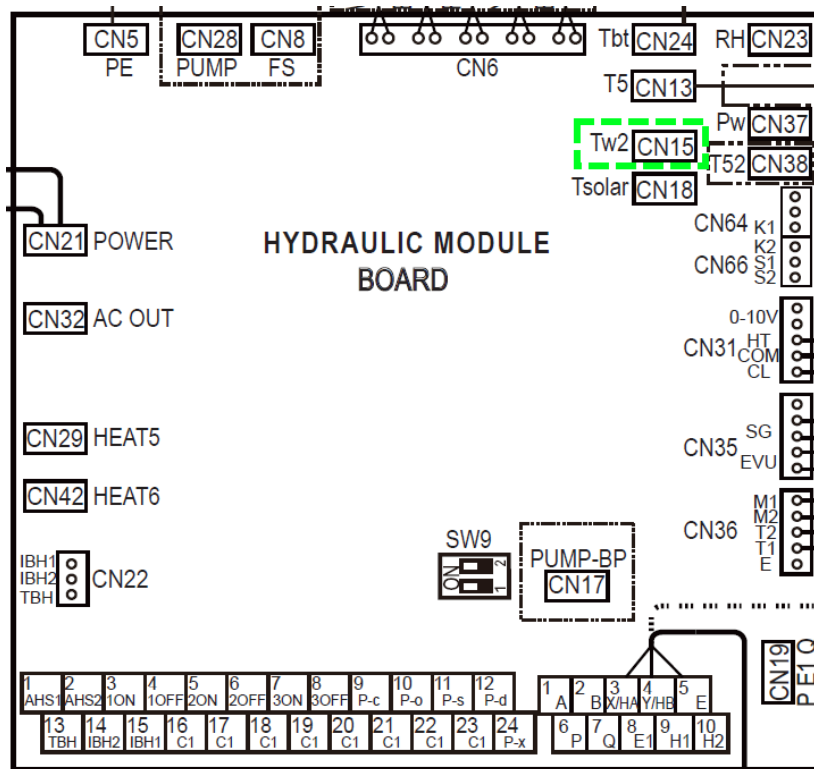 CN5 CN28 CN8 Tbt CN24 RH CN23
PE PUMP FS CN6
T5 CN13
Pw CN37
Tw2 CN15
T52 CN38
Tsolar CN18
CN64 K1
K2
CN66 S1
S2
CN21 POWER
HYDRAULIC MODULE
BOARD
CN32 AC OUT
0-10V
CN31 HT
COM
CL
CN29 HEAT5
SG
CN35
EVU
CN42 HEAT6
M1
M2
CN36 T2
T1
E
SW9
ON 1 2
PUMP-BP
CN17
IBH1
IBH2 CN22
TBH
CN19
P E1 Q
1 2 3 4 5 6 7 8 9 10 11 12
AHS1 AHS2 1ON 1OFF 2ON 2OFF 3ON 3OFF P-c P-o P-s P-d
13 14 15 16 17 18 19 20 21 22 23 24
TBH IBH2 IBH1 C1 C1 C1 C1 C1 C1 C1 C1 P-x
1 2 3 4 5
A B X/HA Y/HB E
6 7 8 9 10
P Q E1 H1 H2